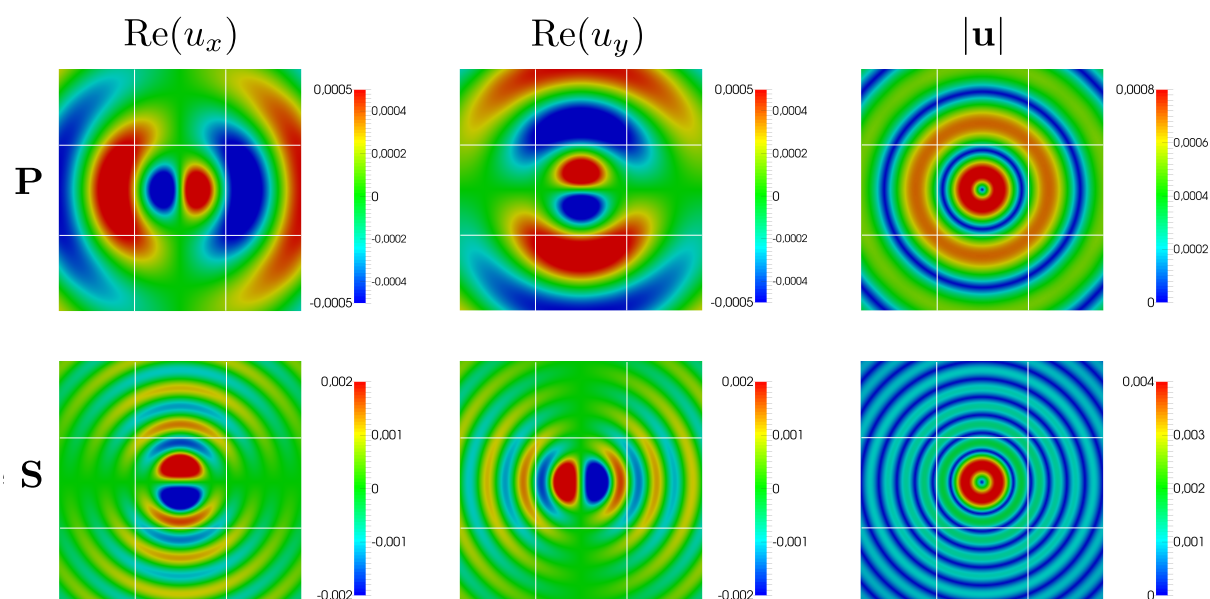 Re(uₓ) Re(u_y) |u|
0,0005 0,0005 0,0008
0,0004 0,0004
0,0006
0,0002 0,0002
P 0 0 0,0004
-0,0002 -0,0002 0,0002
-0,0004 -0,0004
-0,0005 -0,0005 0
0,002 0,002 0,004
0,001 0,001 0,003
S 0 0 0,002
-0,001 -0,001 0,001
-0,002 -0,002 0